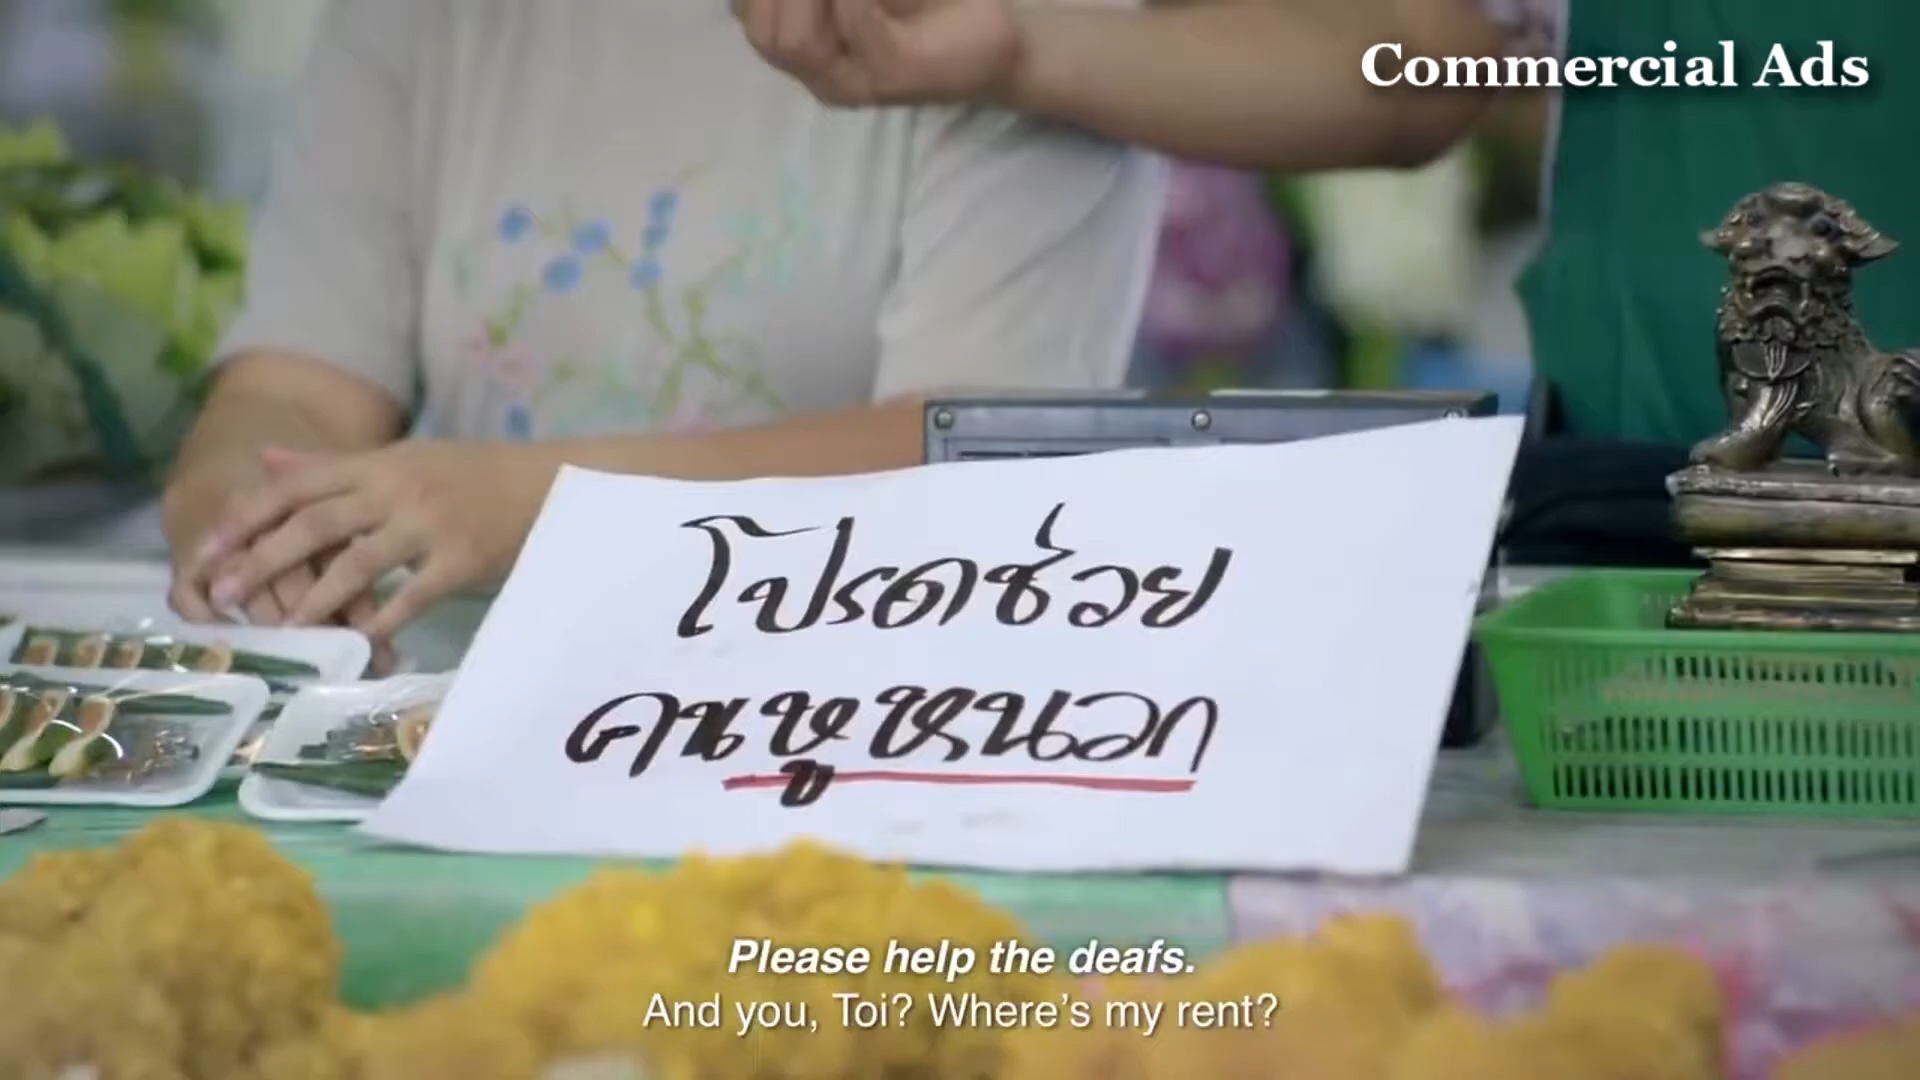 Commercial Ads
โปรดช่วย
คนหูหนวก
Please help the deafs.
And you, Toi? Where's my rent?